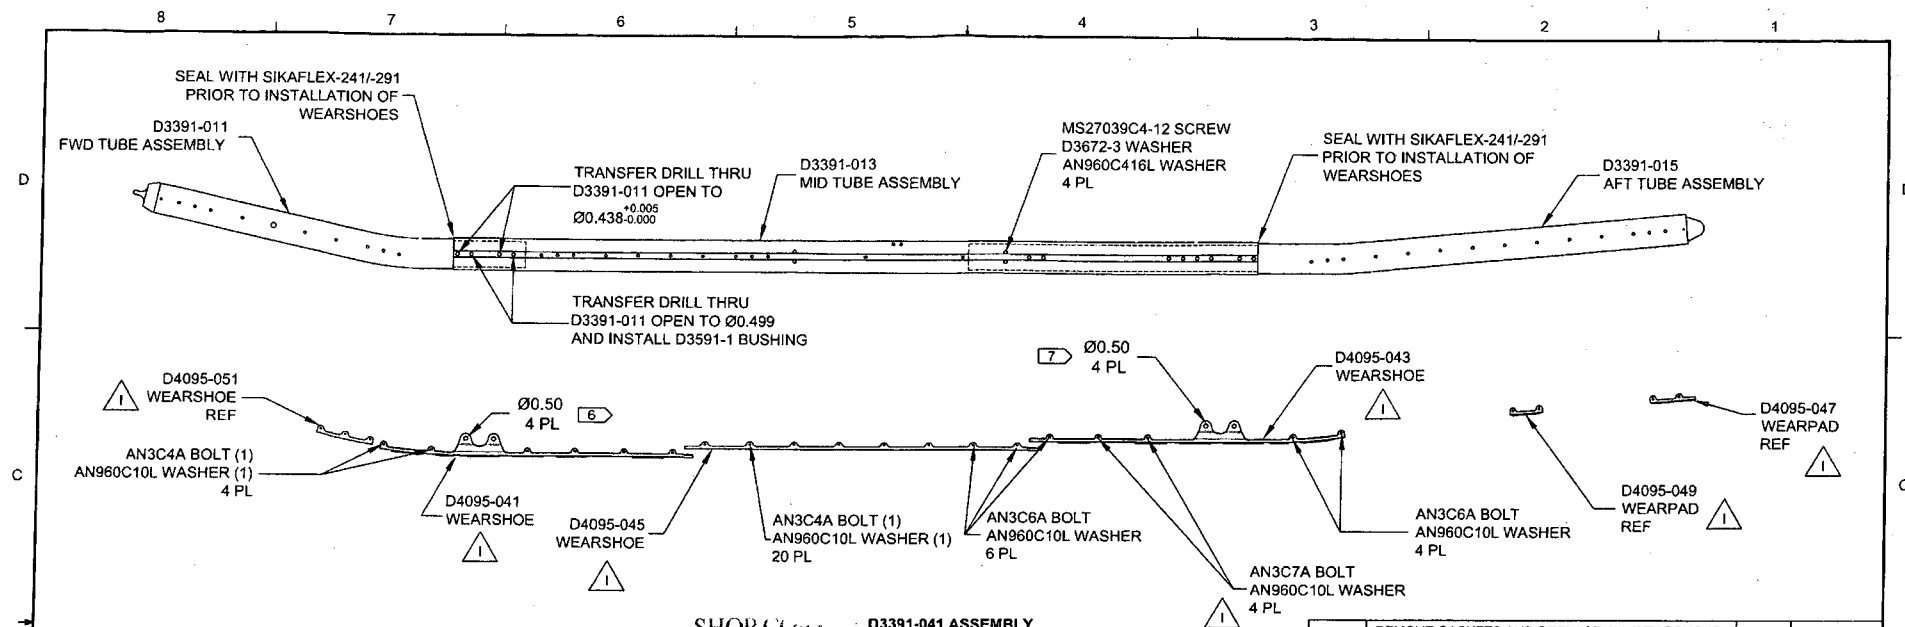 8 7 6 5 4 3 2 1
SEAL WITH SIKAFLEX-241/-291
PRIOR TO INSTALLATION OF
WEARSHOES
D3391-011
FWD TUBE ASSEMBLY
TRANSFER DRILL THRU
D3391-011 OPEN TO
Ø0.438 +0.005 -0.000
D3391-013
MID TUBE ASSEMBLY
MS27039C4-12 SCREW
D3672-3 WASHER
AN960C416L WASHER
4 PL
SEAL WITH SIKAFLEX-241/-291
PRIOR TO INSTALLATION OF
WEARSHOES
D3391-015
AFT TUBE ASSEMBLY
D
TRANSFER DRILL THRU
D3391-011 OPEN TO Ø0.499
AND INSTALL D3591-1 BUSHING
D4095-051
WEARSHOE
REF
1
Ø0.50
4 PL
6
7
Ø0.50
4 PL
D4095-043
WEARSHOE
1
D4095-047
WEARPAD
REF
1
AN3C4A BOLT (1)
AN960C10L WASHER (1)
4 PL
C
D4095-041
WEARSHOE
1
D4095-045
WEARSHOE
1
AN3C4A BOLT (1)
AN960C10L WASHER (1)
20 PL
AN3C6A BOLT
AN960C10L WASHER
6 PL
AN3C7A BOLT
AN960C10L WASHER
4 PL
1
AN3C6A BOLT
AN960C10L WASHER
4 PL
D4095-049
WEARPAD
REF
1
SHOP
D3391-041 ASSEMBLY